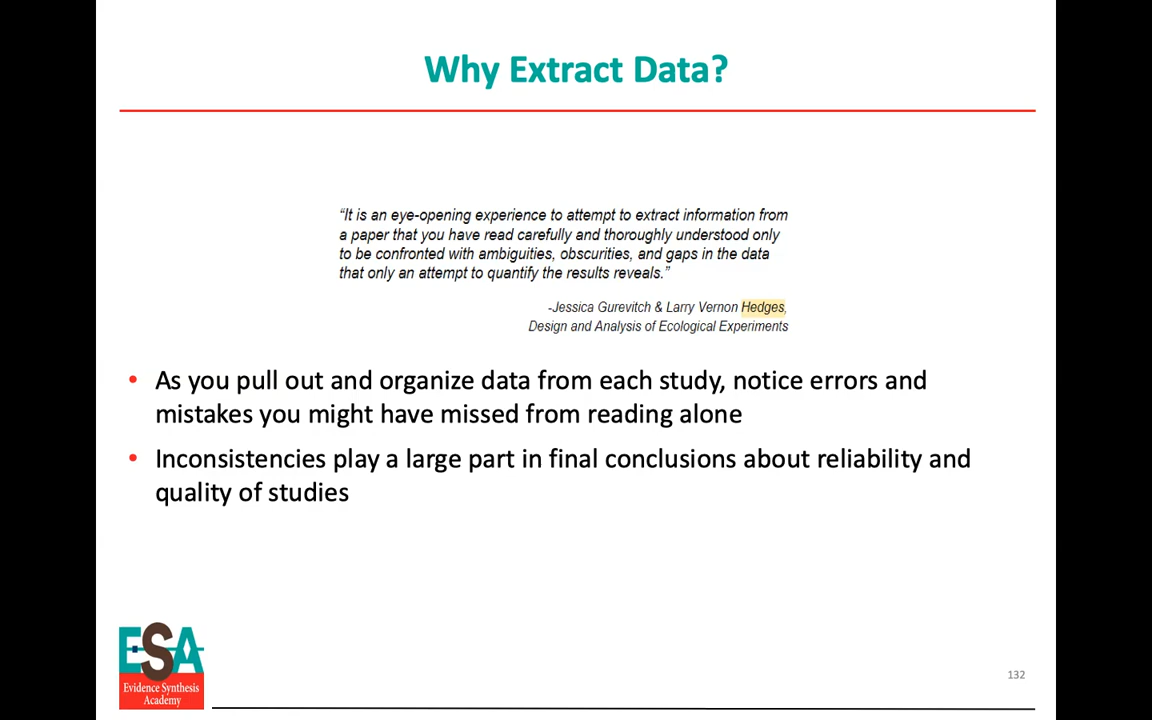 Why Extract Data?
“It is an eye-opening experience to attempt to extract information from
a paper that you have read carefully and thoroughly understood only
to be confronted with ambiguities, obscurities, and gaps in the data
that only an attempt to quantify the results reveals.”
-Jessica Gurevitch & Larry Vernon Hedges,
Design and Analysis of Ecological Experiments
• As you pull out and organize data from each study, notice errors and
mistakes you might have missed from reading alone
• Inconsistencies play a large part in final conclusions about reliability and
quality of studies
ESA
Evidence Synthesis
Academy
132